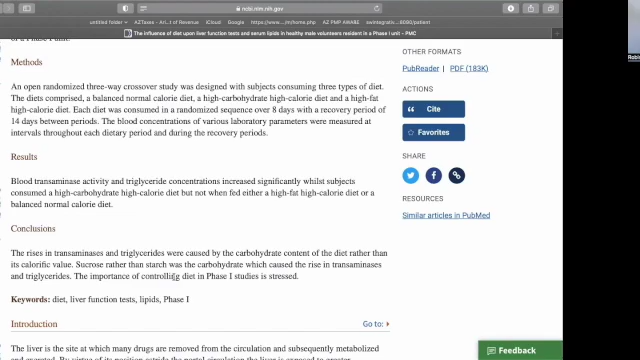 ncbi.nlm.nih.gov
untitled folder
AZTaxes - Ari... t of Revenue
iCloud
Google
https://www.../m/home.php
AZ PMP AWARE
swintegratio...:8090/patient
The influence of diet upon liver function tests and serum lipids in healthy male volunteers resident in a Phase I unit - PMC
Methods
An open randomized three-way crossover study was designed with subjects consuming three types of diet.
The diets comprised, a balanced normal calorie diet, a high-carbohydrate high-calorie diet and a high-fat
high-calorie diet. Each diet was consumed in a randomized sequence over 8 days with a recovery period of
14 days between periods. The blood concentrations of various laboratory parameters were measured at
intervals throughout each dietary period and during the recovery periods.
Results
Blood transaminase activity and triglyceride concentrations increased significantly whilst subjects
consumed a high-carbohydrate high-calorie diet but not when fed either a high-fat high-calorie diet or a
balanced normal calorie diet.
Conclusions
The rises in transaminases and triglycerides were caused by the carbohydrate content of the diet rather than
its calorific value. Sucrose rather than starch was the carbohydrate which caused the rise in transaminases
and triglycerides. The importance of controlling diet in Phase I studies is stressed.
Keywords: diet, liver function tests, lipids, Phase I
Introduction
Go to:
The liver is the site at which many drugs are removed from the circulation and subsequently metabolized
OTHER FORMATS
PubReader | PDF (183K)
ACTIONS
Cite
Favorites
SHARE
RESOURCES
Similar articles in PubMed
Feedback